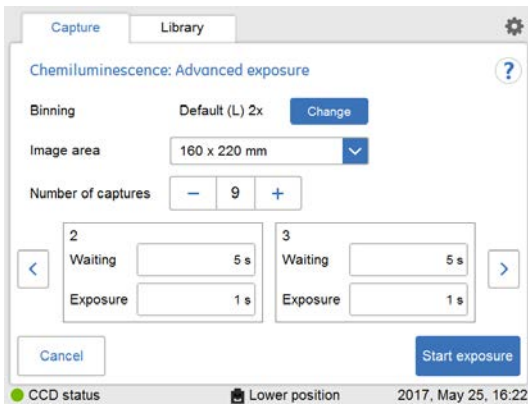 Capture Library
Chemiluminescence: Advanced exposure ?
Binning Default (L) 2x Change
Image area 160 x 220 mm
Number of captures − 9 +
2 3
< Waiting 5 s Waiting 5 s >
Exposure 1 s Exposure 1 s
Cancel Start exposure
CCD status Lower position 2017, May 25, 16:22